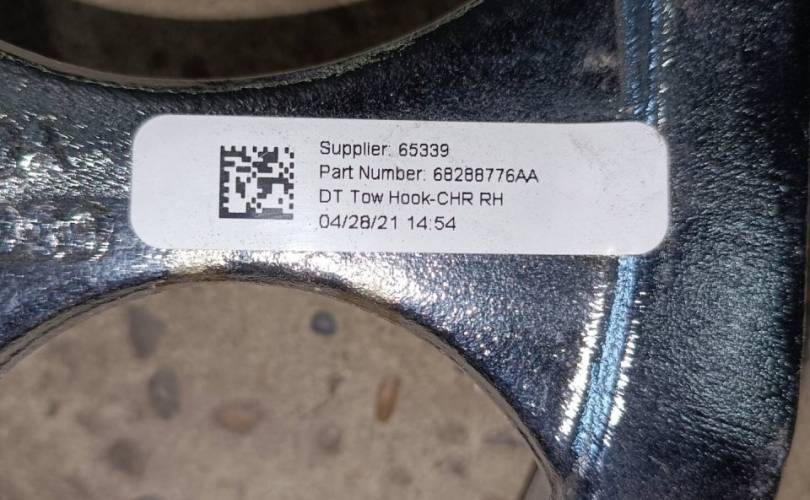 Supplier: 65339
Part Number: 68288776AA
DT Tow Hook-CHR RH
04/28/21 14:54